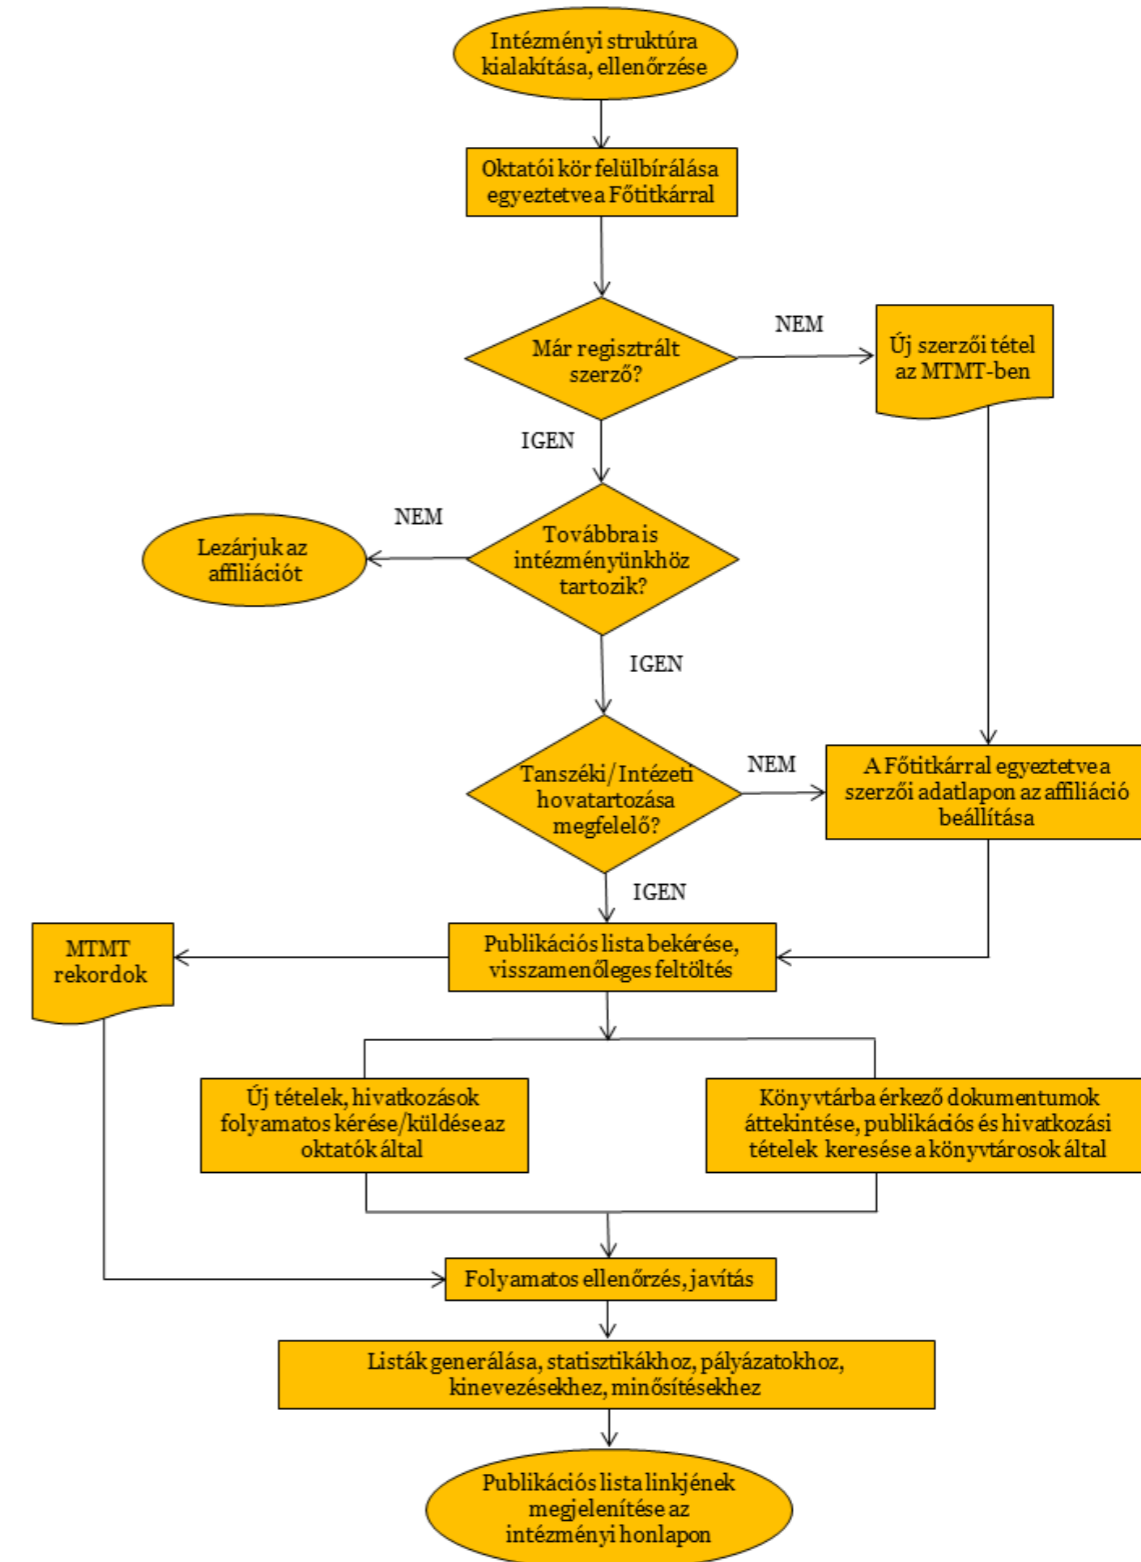 Intézményi struktúra
kialakítása, ellenőrzése
Oktatói kör felülbírálása
egyeztetve a Főtitkárral
Már regisztrált
szerző?
NEM
Új szerzői tétel
az MTMT-ben
IGEN
Továbbra is
intézményünkhöz
tartozik?
NEM
Lezárjuk az
affiliációt
IGEN
Tanszéki/Intézeti
hovatartozása
megfelelő?
NEM
A Főtitkárral egyeztetve a
szerzői adatlapon az affiliáció
beállítása
IGEN
Publikációs lista bekérése,
visszamenőleges feltöltés
MTMT
rekordok
Új tételek, hivatkozások
folyamatos kérése/küldése az
oktatók által
Könyvtárba érkező dokumentumok
áttekintése, publikációs és hivatkozási
tételek keresése a könyvtárosok által
Folyamatos ellenőrzés, javítás
Listák generálása, statisztikákhoz, pályázatokhoz,
kinevezésekhez, minősítésekhez
Publikációs lista linkjének
megjelenítése az
intézményi honlapon